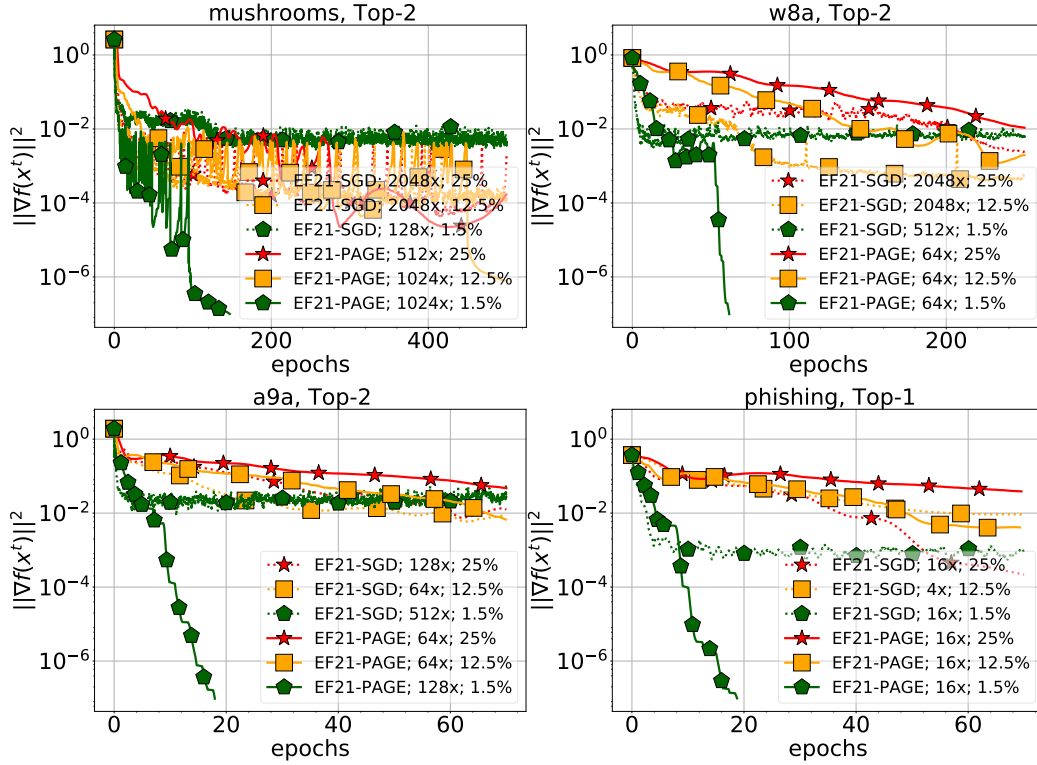 mushrooms, Top-2
||∇f(x^t)||^2
10^0
10^-2
10^-4
10^-6
EF21-SGD; 2048x; 25%
EF21-SGD; 2048x; 12.5%
EF21-SGD; 128x; 1.5%
EF21-PAGE; 512x; 25%
EF21-PAGE; 1024x; 12.5%
EF21-PAGE; 1024x; 1.5%
0 200 400
epochs
w8a, Top-2
||∇f(x^t)||^2
10^0
10^-2
10^-4
10^-6
EF21-SGD; 2048x; 25%
EF21-SGD; 2048x; 12.5%
EF21-SGD; 512x; 1.5%
EF21-PAGE; 64x; 25%
EF21-PAGE; 64x; 12.5%
EF21-PAGE; 64x; 1.5%
0 100 200
epochs
a9a, Top-2
||∇f(x^t)||^2
10^0
10^-2
10^-4
10^-6
EF21-SGD; 128x; 25%
EF21-SGD; 64x; 12.5%
EF21-SGD; 512x; 1.5%
EF21-PAGE; 64x; 25%
EF21-PAGE; 64x; 12.5%
EF21-PAGE; 128x; 1.5%
0 20 40 60
epochs
phishing, Top-1
||∇f(x^t)||^2
10^0
10^-2
10^-4
10^-6
EF21-SGD; 16x; 25%
EF21-SGD; 4x; 12.5%
EF21-SGD; 16x; 1.5%
EF21-PAGE; 16x; 25%
EF21-PAGE; 16x; 12.5%
EF21-PAGE; 16x; 1.5%
0 20 40 60
epochs